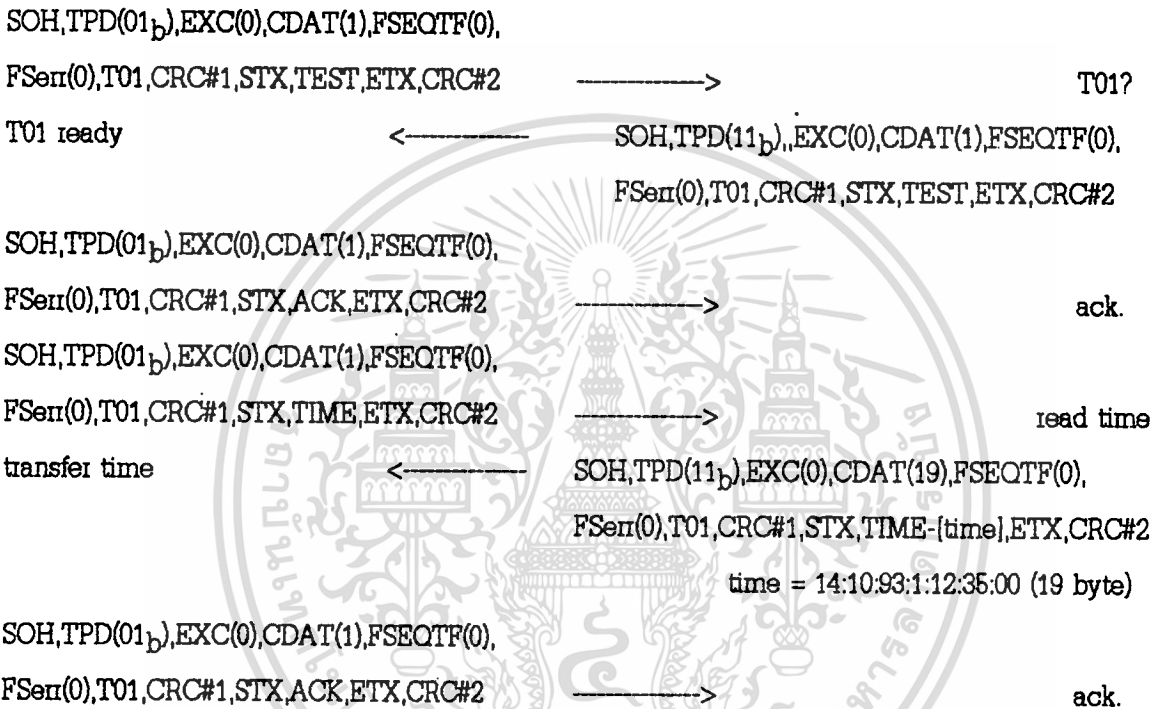 SOH,TPD(01b),EXC(0),CDAT(1),FSEQTF(0),
FSerr(0),T01,CRC#1,STX,TEST,ETX,CRC#2 -------------> T01?
T01 ready <------------- SOH,TPD(11b),,EXC(0),CDAT(1),FSEQTF(0),
FSerr(0),T01,CRC#1,STX,TEST,ETX,CRC#2
SOH,TPD(01b),EXC(0),CDAT(1),FSEQTF(0),
FSerr(0),T01,CRC#1,STX,ACK,ETX,CRC#2 -------------> ack.
SOH,TPD(01b),EXC(0),CDAT(1),FSEQTF(0),
FSerr(0),T01,CRC#1,STX,TIME,ETX,CRC#2 -------------> read time
transfer time <------------- SOH,TPD(11b),EXC(0),CDAT(19),FSEQTF(0),
FSerr(0),T01,CRC#1,STX,TIME-[time],ETX,CRC#2
time = 14:10:93:1:12:35:00 (19 byte)
SOH,TPD(01b),EXC(0),CDAT(1),FSEQTF(0),
FSerr(0),T01,CRC#1,STX,ACK,ETX,CRC#2 -------------> ack.